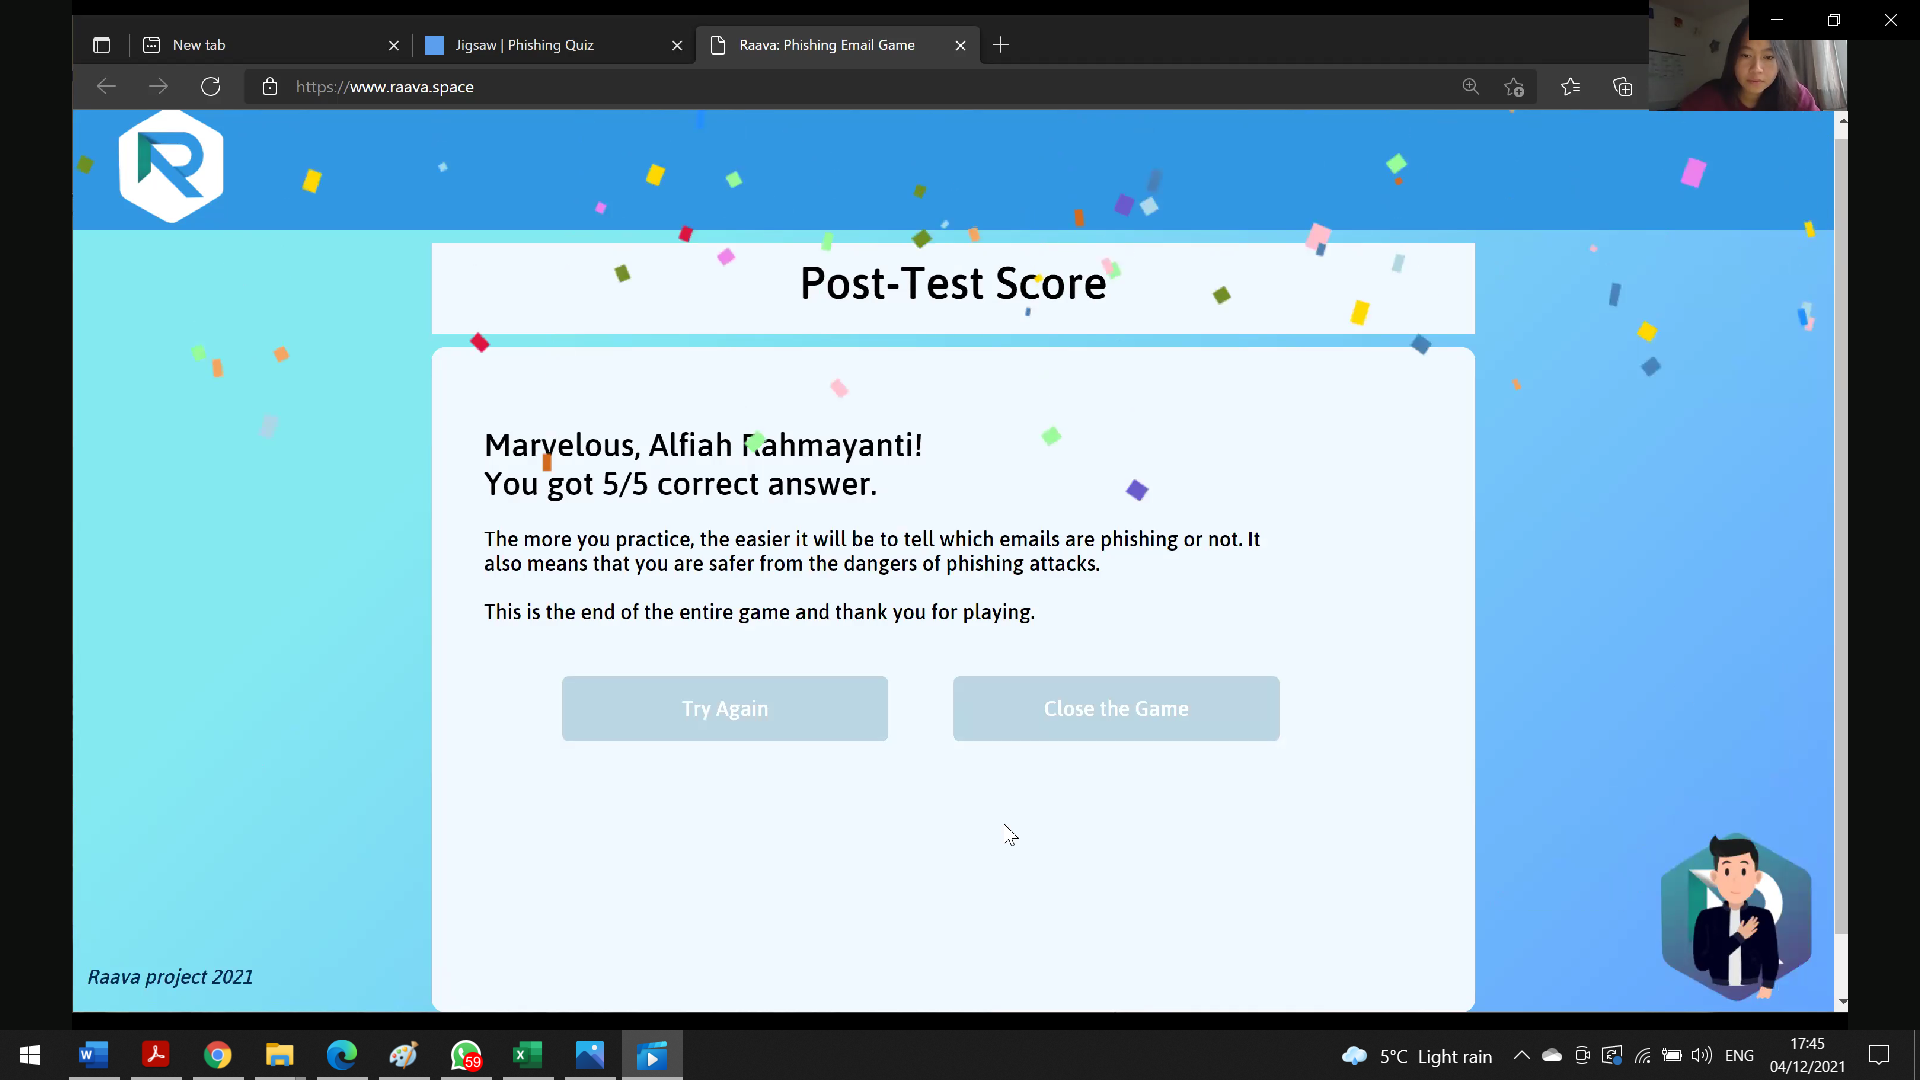 New tab
Jigsaw | Phishing Quiz
Raava: Phishing Email Game
https://www.raava.space
R
Post-Test Score
Marvelous, Alfiah Rahmayanti!
You got 5/5 correct answer.
The more you practice, the easier it will be to tell which emails are phishing or not. It
also means that you are safer from the dangers of phishing attacks.
This is the end of the entire game and thank you for playing.
Try Again
Close the Game
Raava project 2021
59
5°C Light rain
ENG
17:45
04/12/2021